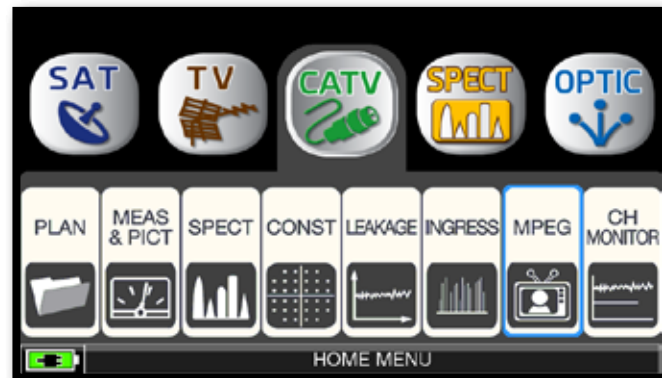 SAT TV CATV SPECT OPTIC
PLAN MEAS & PICT SPECT CONST LEAKAGE INGRESS MPEG CH MONITOR
HOME MENU